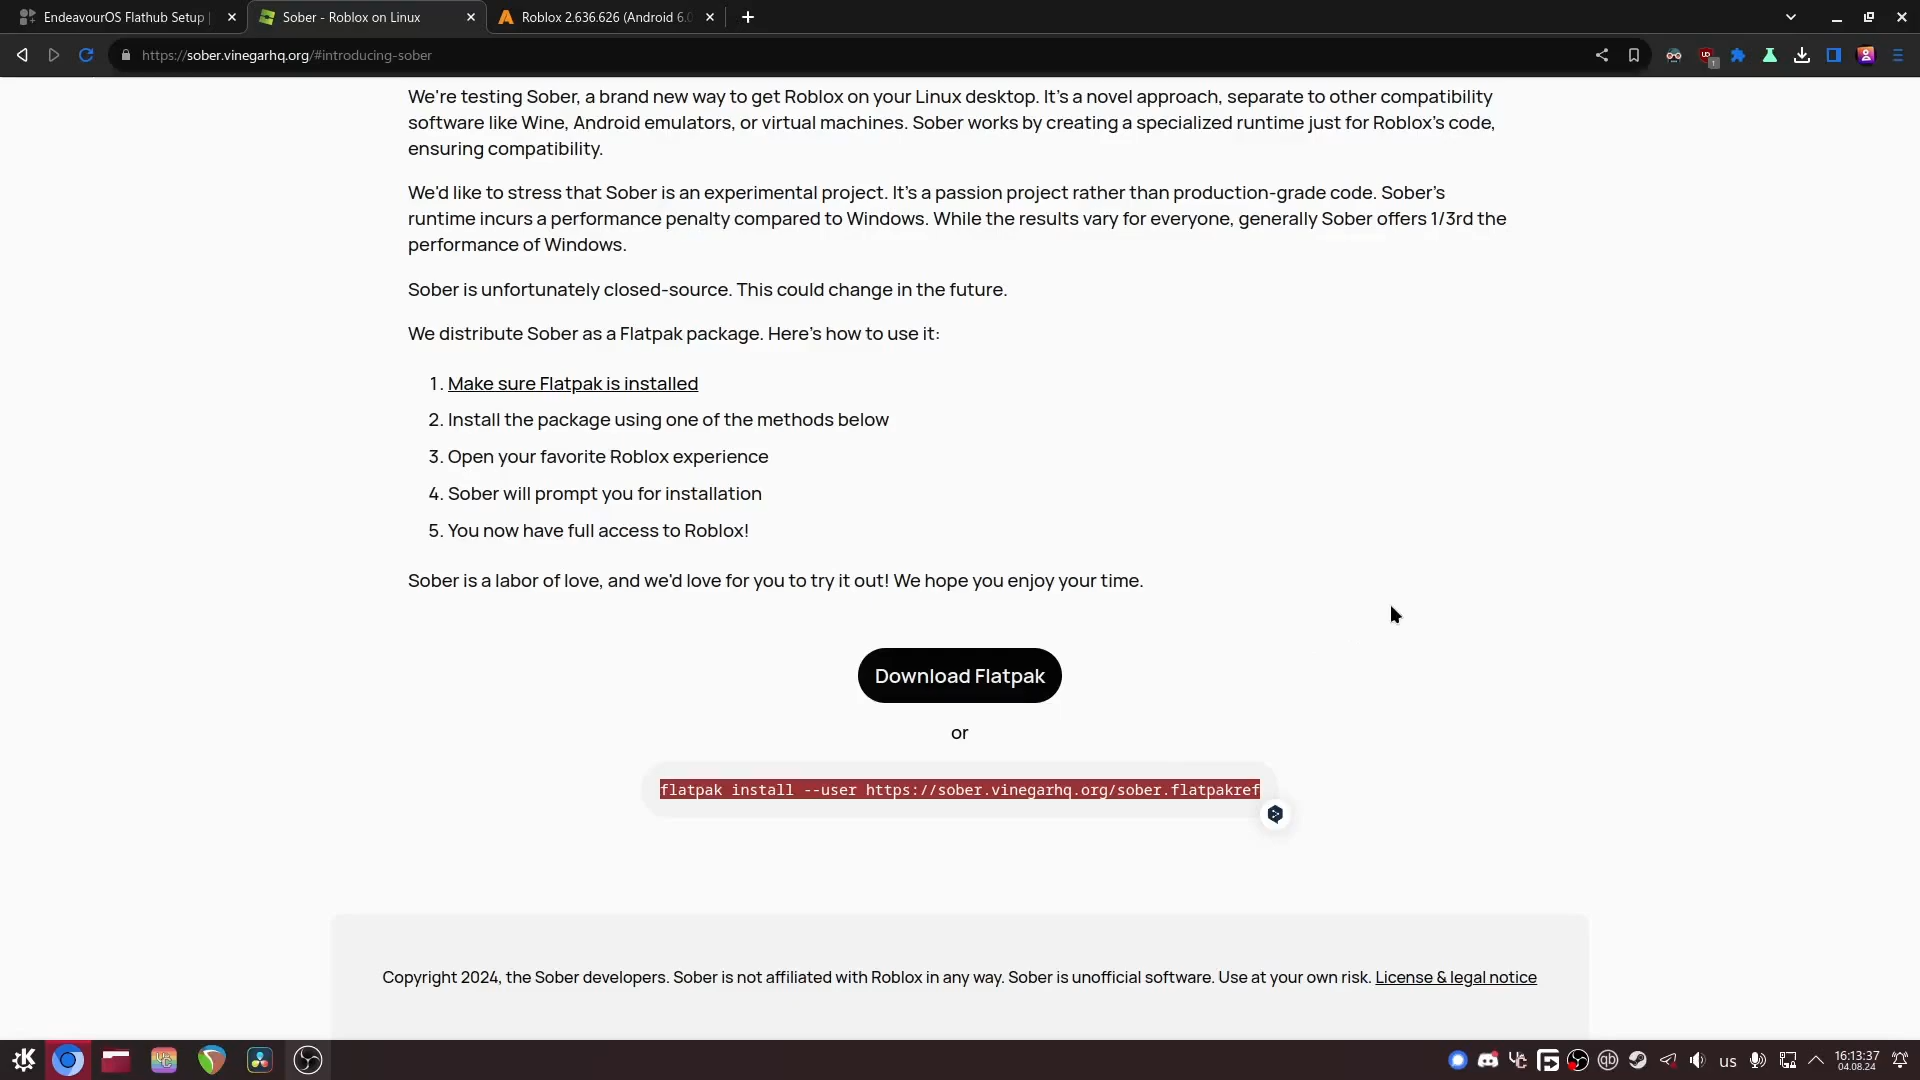 EndeavourOS Flathub Setup
Sober - Roblox on Linux
Roblox 2.636.626 (Android 6.0
https://sober.vinegarhq.org/#introducing-sober
1
We're testing Sober, a brand new way to get Roblox on your Linux desktop. It's a novel approach, separate to other compatibility
software like Wine, Android emulators, or virtual machines. Sober works by creating a specialized runtime just for Roblox's code,
ensuring compatibility.
We'd like to stress that Sober is an experimental project. It's a passion project rather than production-grade code. Sober's
runtime incurs a performance penalty compared to Windows. While the results vary for everyone, generally Sober offers 1/3rd the
performance of Windows.
Sober is unfortunately closed-source. This could change in the future.
We distribute Sober as a Flatpak package. Here's how to use it:
1. Make sure Flatpak is installed
2. Install the package using one of the methods below
3. Open your favorite Roblox experience
4. Sober will prompt you for installation
5. You now have full access to Roblox!
Sober is a labor of love, and we'd love for you to try it out! We hope you enjoy your time.
Download Flatpak
or
flatpak install --user https://sober.vinegarhq.org/sober.flatpakref
Copyright 2024, the Sober developers. Sober is not affiliated with Roblox in any way. Sober is unofficial software. Use at your own risk. License & legal notice
qb
us
16:13:37
04.08.24